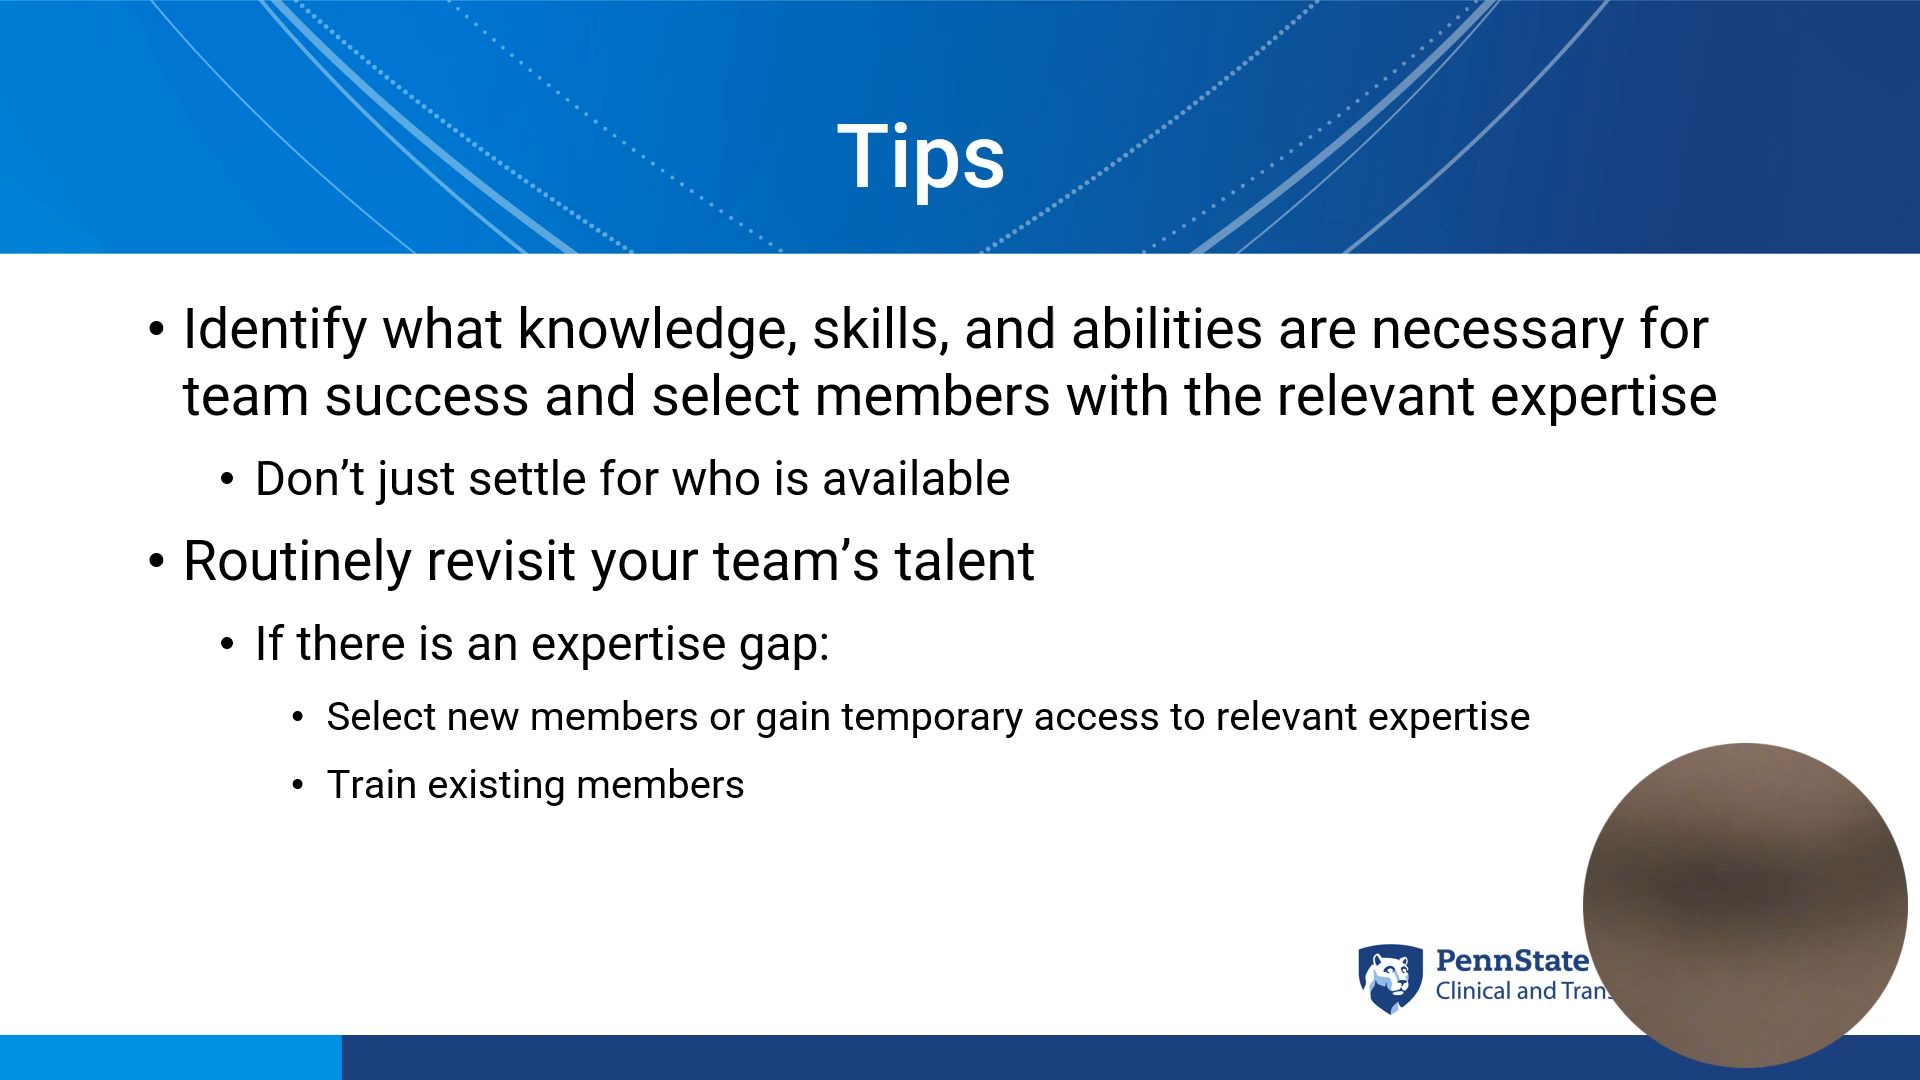 Tips
• Identify what knowledge, skills, and abilities are necessary for
team success and select members with the relevant expertise
• Don’t just settle for who is available
• Routinely revisit your team’s talent
• If there is an expertise gap:
• Select new members or gain temporary access to relevant expertise
• Train existing members
PennState
Clinical and